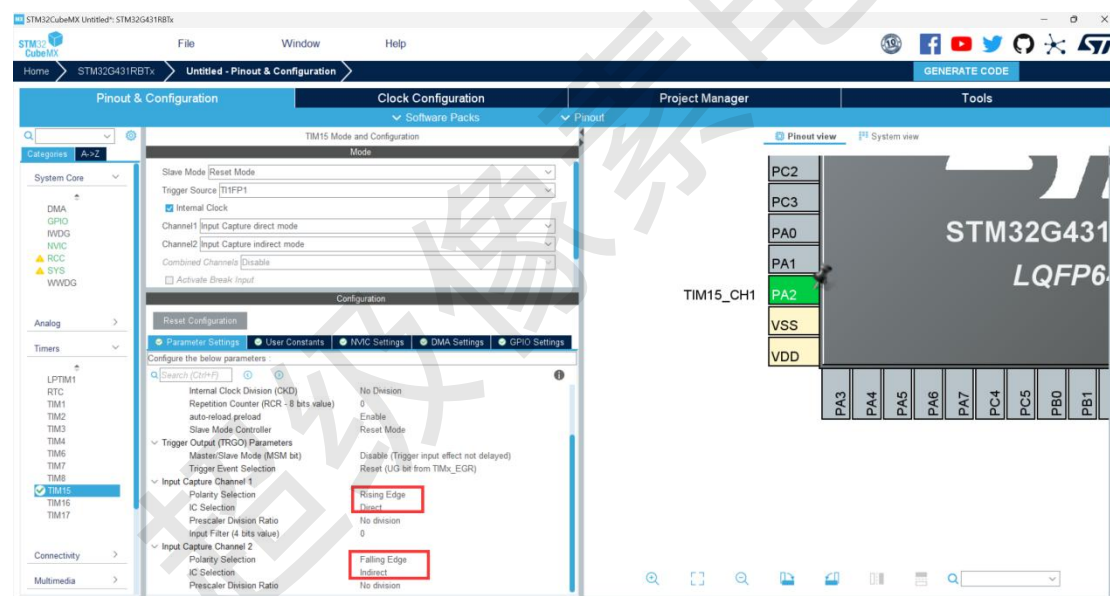 STM32CubeMX Untitled*: STM32G431RBTx
STM32 CubeMX
File
Window
Help
Home
STM32G431RBTx
Untitled - Pinout & Configuration
GENERATE CODE
Pinout & Configuration
Clock Configuration
Project Manager
Tools
Software Packs
Pinout
Categories
A->Z
System Core
DMA
GPIO
IWDG
NVIC
RCC
SYS
WWDG
Analog
Timers
LPTIM1
RTC
TIM1
TIM2
TIM3
TIM4
TIM6
TIM7
TIM8
TIM15
TIM16
TIM17
Connectivity
Multimedia
TIM15 Mode and Configuration
Mode
Slave Mode Reset Mode
Trigger Source TI1FP1
Internal Clock
Channel1 Input Capture direct mode
Channel2 Input Capture indirect mode
Combined Channels Disable
Activate Break Input
Configuration
Reset Configuration
Parameter Settings
User Constants
NVIC Settings
DMA Settings
GPIO Settings
Configure the below parameters :
Search (Ctrl+F)
Internal Clock Division (CKD) No Division
Repetition Counter (RCR - 8 bits value) 0
auto-reload preload Enable
Slave Mode Controller Reset Mode
Trigger Output (TRGO) Parameters
Master/Slave Mode (MSM bit) Disable (Trigger input effect not delayed)
Trigger Event Selection Reset (UG bit from TIMx_EGR)
Input Capture Channel 1
Polarity Selection Rising Edge
IC Selection Direct
Prescaler Division Ratio No division
Input Filter (4 bits value) 0
Input Capture Channel 2
Polarity Selection Falling Edge
IC Selection Indirect
Prescaler Division Ratio No division
Pinout view
System view
PC2
PC3
PA0
PA1
TIM15_CH1 PA2
VSS
VDD
STM32G431
LQFP6
PA3
PA4
PA5
PA6
PA7
PC4
PC5
PB0
PB1
超级像素电